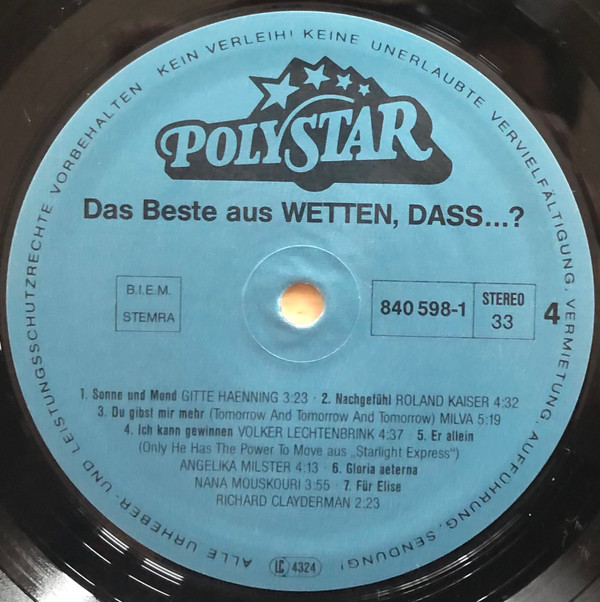 ALLE URHEBER- UND LEISTUNGSSCHUTZRECHTE VORBEHALTEN KEIN VERLEIH! KEINE UNERLAUBTE VERVIELFÄLTIGUNG, VERMIETUNG, AUFFÜHRUNG, SENDUNG!
POLYSTAR
Das Beste aus WETTEN, DASS...?
B.I.E.M.
STEMRA
840 598-1
STEREO
33
4
1. Sonne und Mond GITTE HAENNING 3:23 · 2. Nachgefühl ROLAND KAISER 4:32
3. Du gibst mir mehr (Tomorrow And Tomorrow And Tomorrow) MILVA 5:19
4. Ich kann gewinnen VOLKER LECHTENBRINK 4:37 · 5. Er allein
(Only He Has The Power To Move aus „Starlight Express")
ANGELIKA MILSTER 4:13 · 6. Gloria aeterna
NANA MOUSKOURI 3:55 · 7. Für Elise
RICHARD CLAYDERMAN 2:23
LC 4324